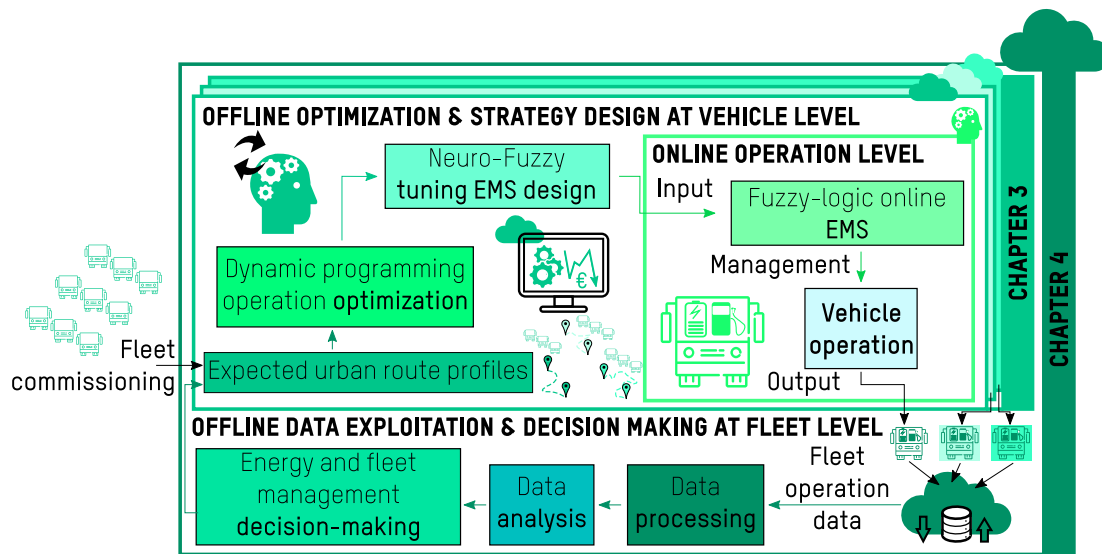 OFFLINE OPTIMIZATION & STRATEGY DESIGN AT VEHICLE LEVEL
Neuro-Fuzzy
tuning EMS design
ONLINE OPERATION LEVEL
Input
Fuzzy-logic online
EMS
Management
Dynamic programming
operation optimization
€
Vehicle
operation
Fleet
commissioning
Expected urban route profiles
Output
CHAPTER 3
CHAPTER 4
OFFLINE DATA EXPLOITATION & DECISION MAKING AT FLEET LEVEL
Energy and fleet
management
decision-making
Data
analysis
Data
processing
Fleet
operation
data